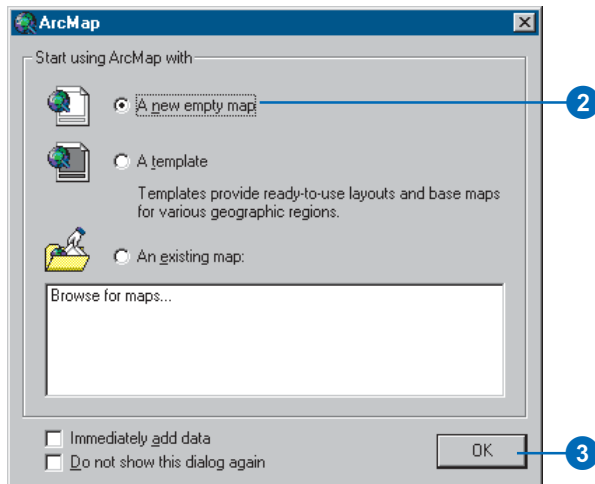 ArcMap
Start using ArcMap with
A new empty map
2
A template
Templates provide ready-to-use layouts and base maps
for various geographic regions.
An existing map:
Browse for maps...
Immediately add data
Do not show this dialog again
OK
3